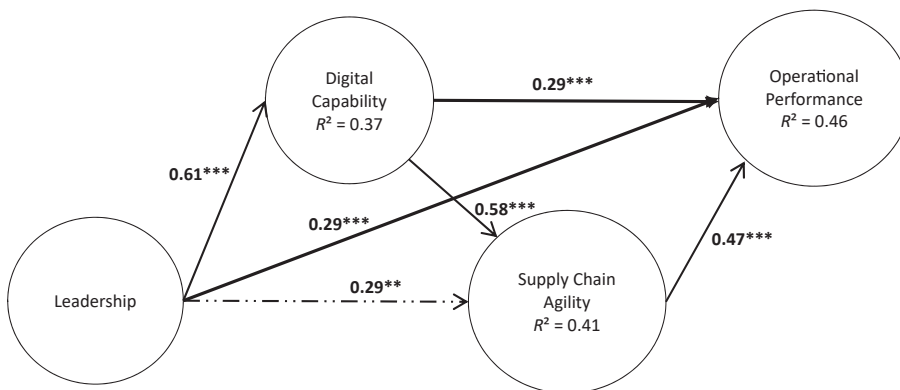 Digital
Capability
R² = 0.37
0.29***
Operational
Performance
R² = 0.46
0.61***
0.29***
0.58***
0.47***
Leadership
0.29**
Supply Chain
Agility
R² = 0.41